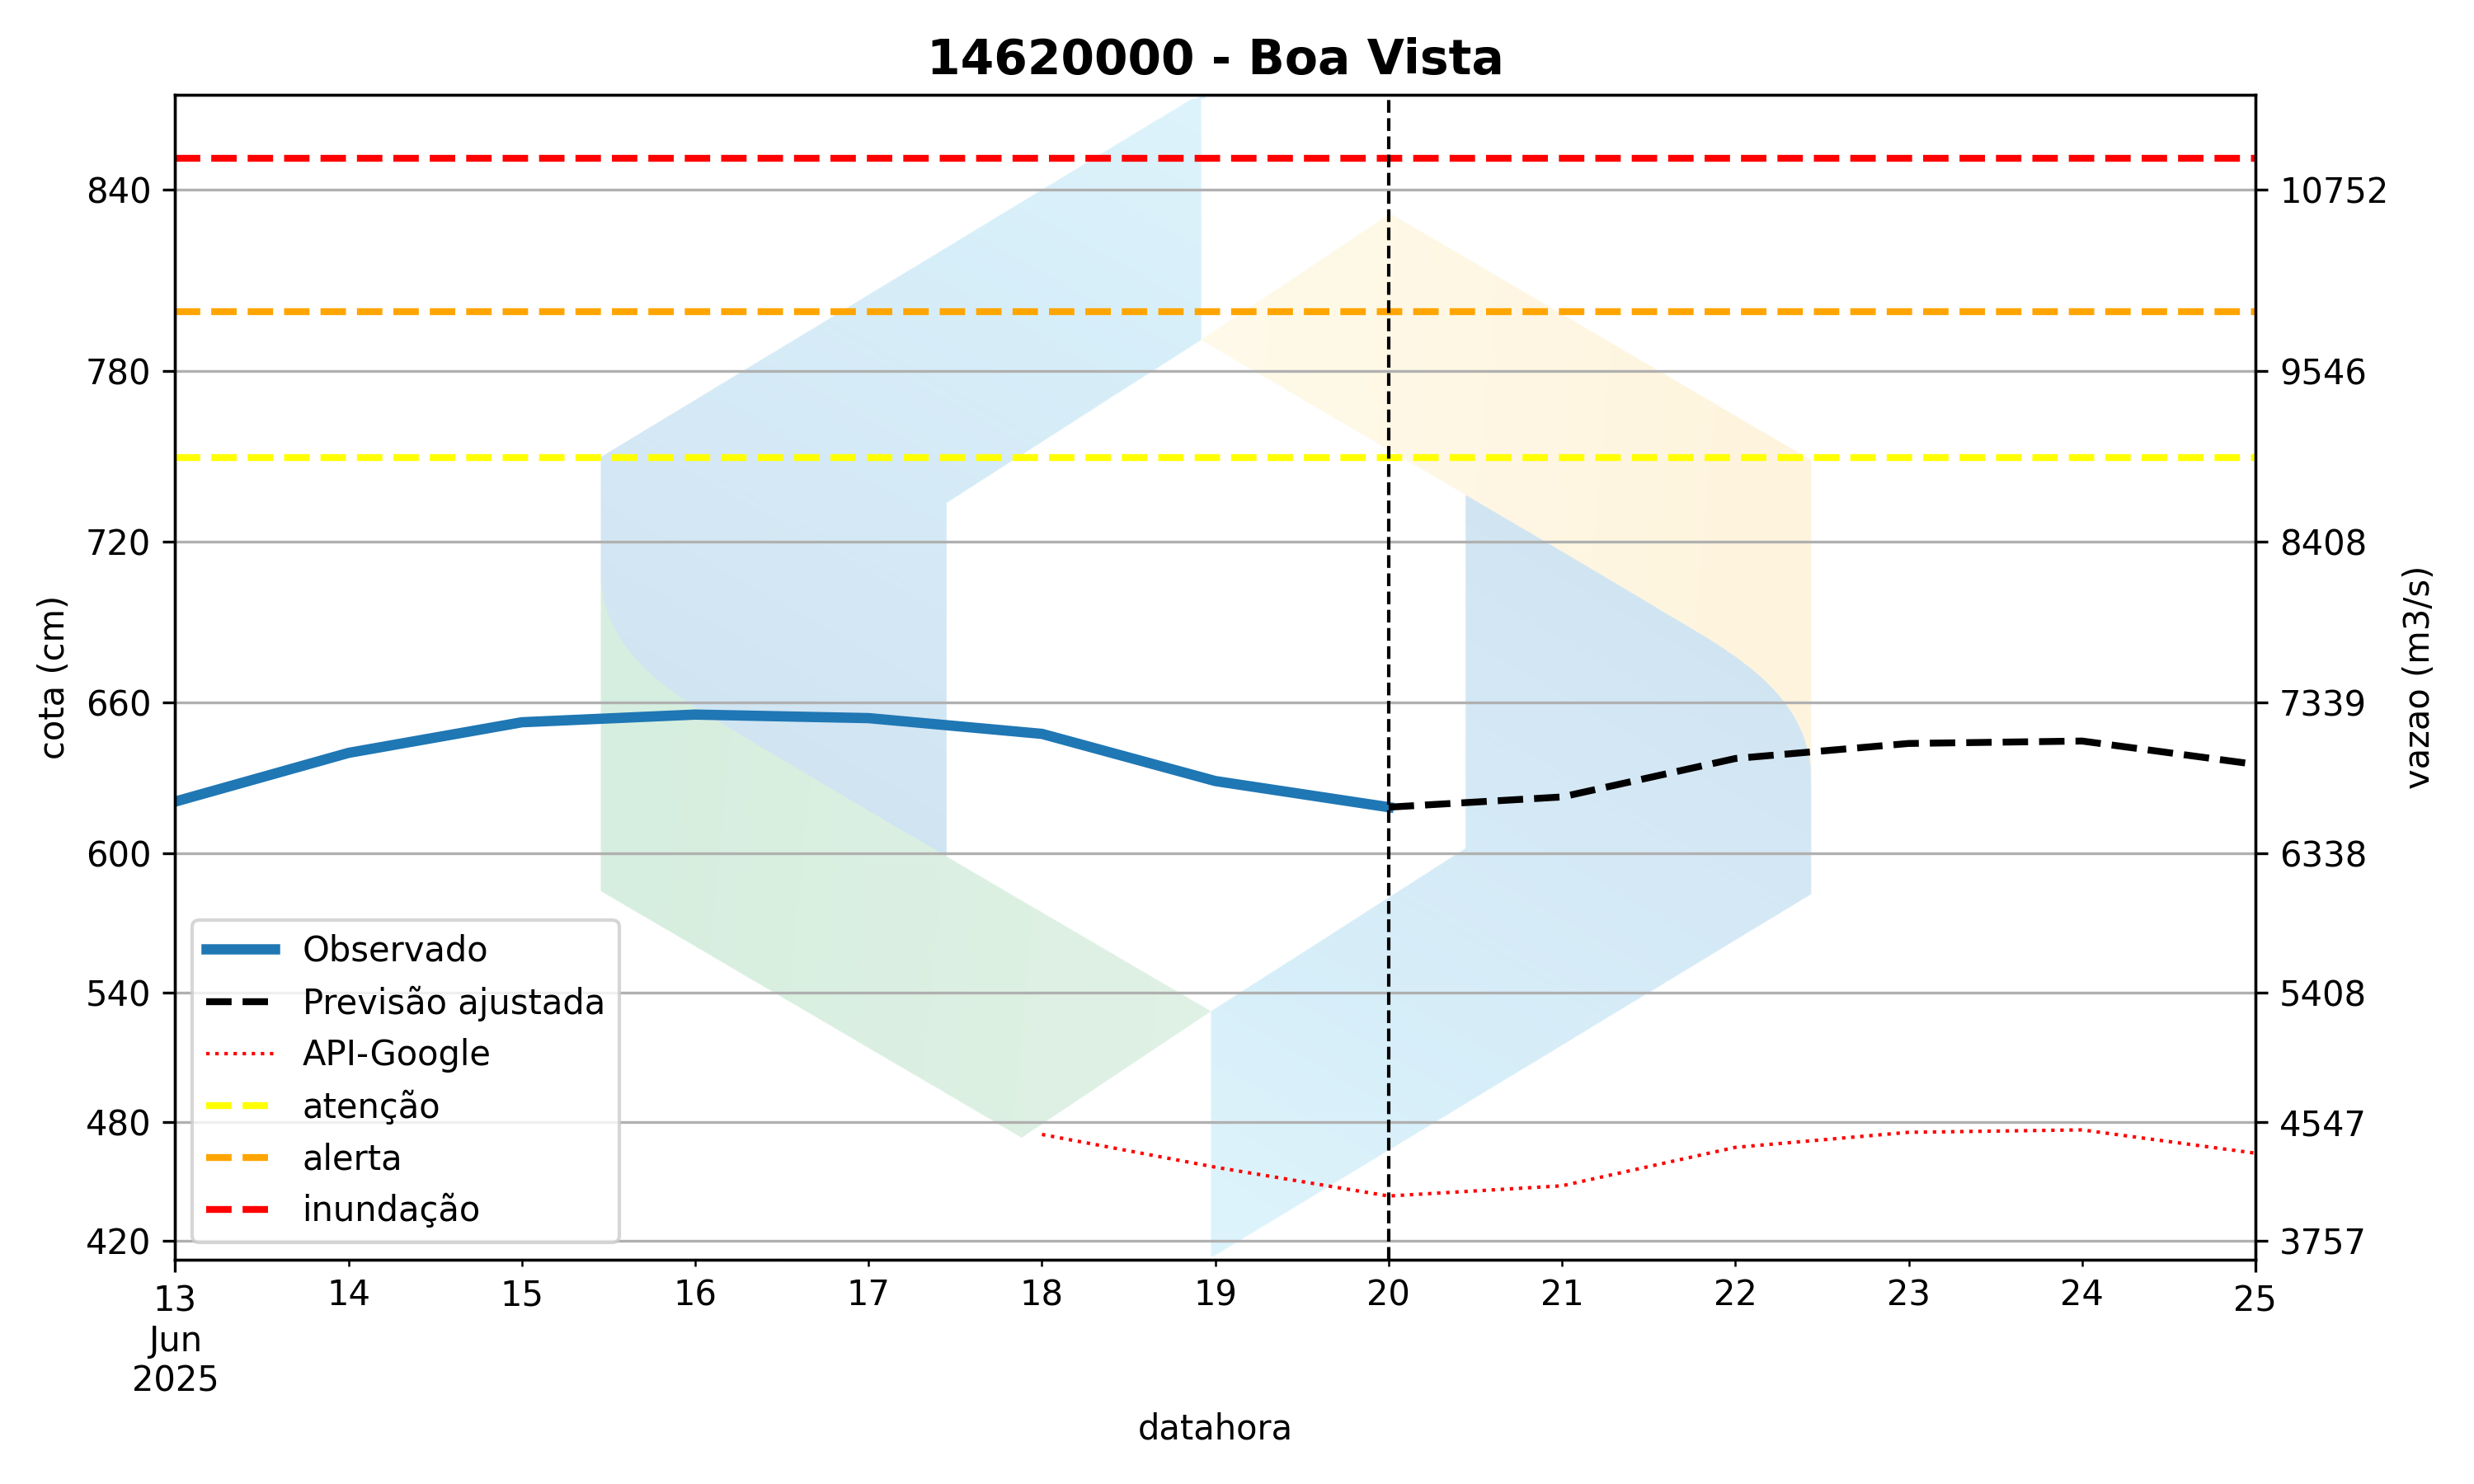 14620000 - Boa Vista
840
780
720
660
600
540
480
420
cota (cm)
10752
9546
8408
7339
6338
5408
4547
3757
vazao (m3/s)
Observado
Previsão ajustada
API-Google
atenção
alerta
inundação
13 14 15 16 17 18 19 20 21 22 23 24 25
Jun
2025
datahora